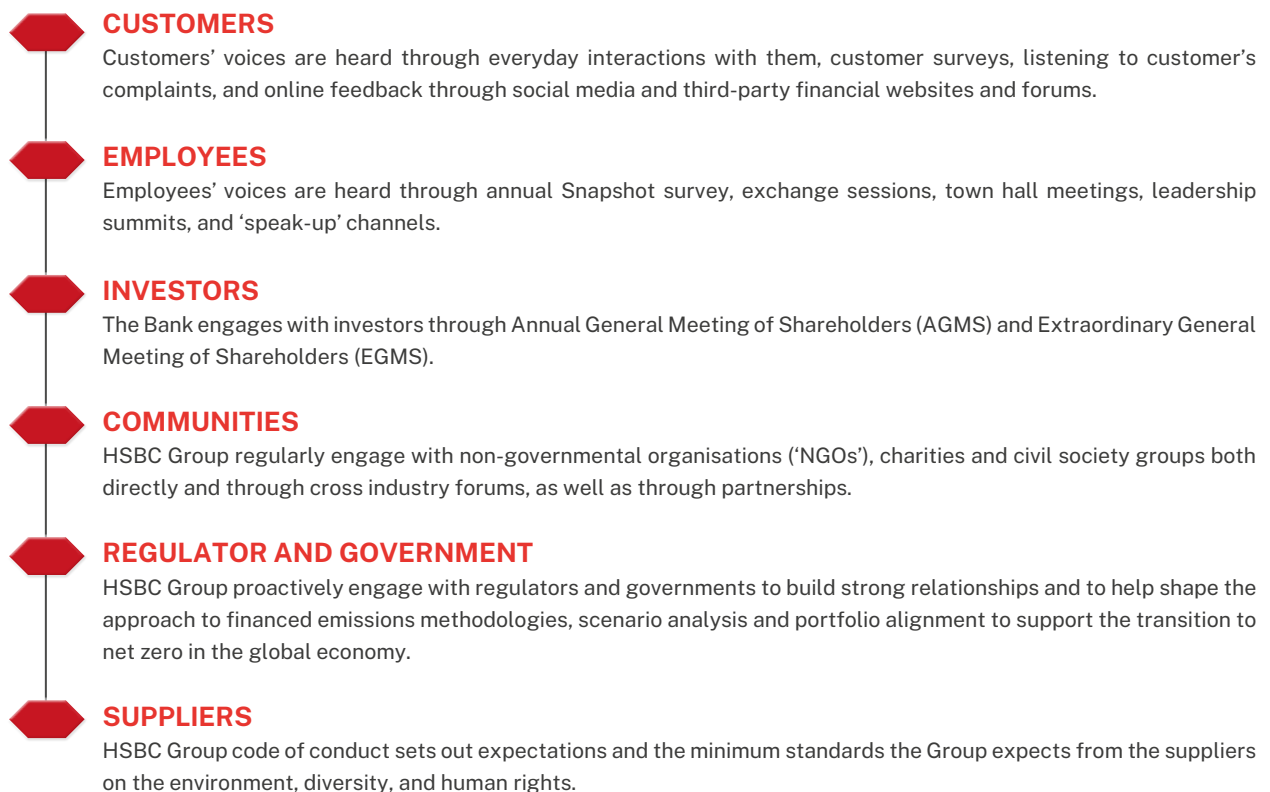 CUSTOMERS
Customers’ voices are heard through everyday interactions with them, customer surveys, listening to customer’s
complaints, and online feedback through social media and third-party financial websites and forums.
EMPLOYEES
Employees’ voices are heard through annual Snapshot survey, exchange sessions, town hall meetings, leadership
summits, and ‘speak-up’ channels.
INVESTORS
The Bank engages with investors through Annual General Meeting of Shareholders (AGMS) and Extraordinary General
Meeting of Shareholders (EGMS).
COMMUNITIES
HSBC Group regularly engage with non-governmental organisations (‘NGOs’), charities and civil society groups both
directly and through cross industry forums, as well as through partnerships.
REGULATOR AND GOVERNMENT
HSBC Group proactively engage with regulators and governments to build strong relationships and to help shape the
approach to financed emissions methodologies, scenario analysis and portfolio alignment to support the transition to
net zero in the global economy.
SUPPLIERS
HSBC Group code of conduct sets out expectations and the minimum standards the Group expects from the suppliers
on the environment, diversity, and human rights.